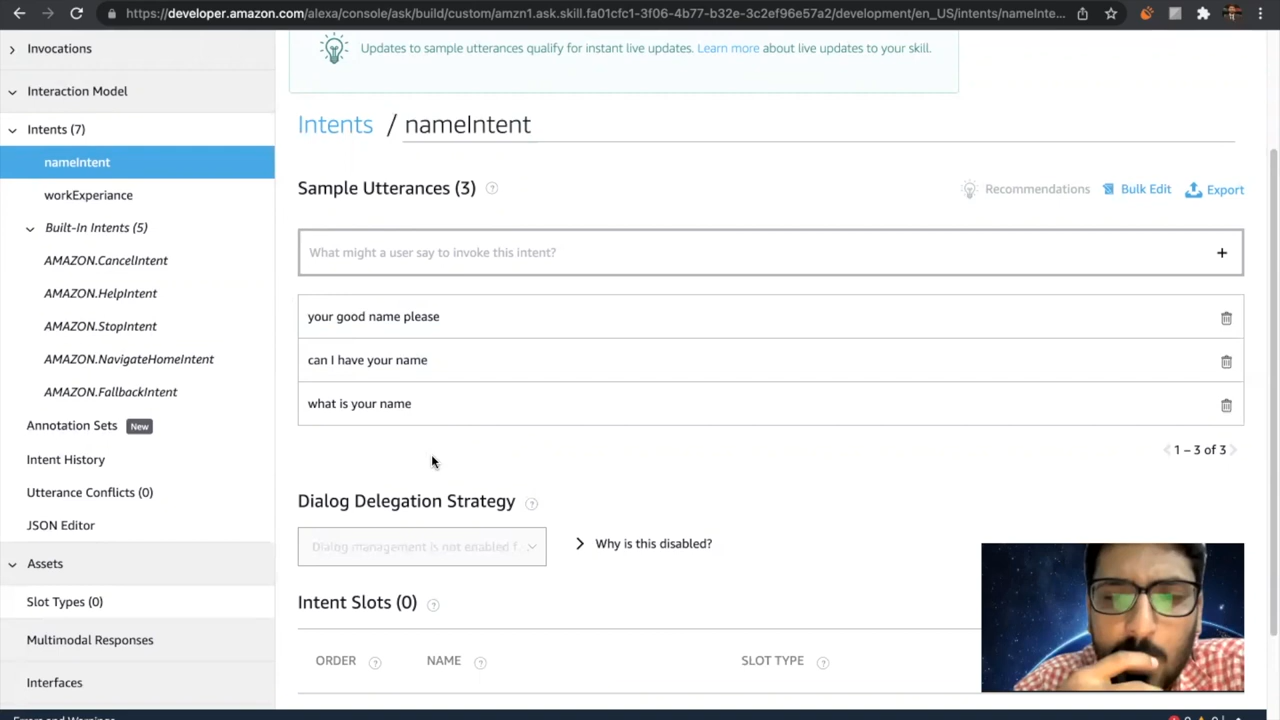 https://developer.amazon.com/alexa/console/ask/build/custom/amzn1.ask.skill.fa01cfc1-3f06-4b77-b32e-3c2ef96e57a2/development/en_US/intents/nameInte...
Invocations
Interaction Model
Intents (7)
nameIntent
workExperiance
Built-In Intents (5)
AMAZON.CancelIntent
AMAZON.HelpIntent
AMAZON.StopIntent
AMAZON.NavigateHomeIntent
AMAZON.FallbackIntent
Annotation Sets New
Intent History
Utterance Conflicts (0)
JSON Editor
Assets
Slot Types (0)
Multimodal Responses
Interfaces
Updates to sample utterances qualify for instant live updates. Learn more about live updates to your skill.
Intents / nameIntent
Sample Utterances (3) ?
Recommendations Bulk Edit Export
What might a user say to invoke this intent? +
your good name please
can I have your name
what is your name
1 – 3 of 3
Dialog Delegation Strategy ?
Dialog management is not enabled f
Why is this disabled?
Intent Slots (0) ?
ORDER ? NAME ? SLOT TYPE ?